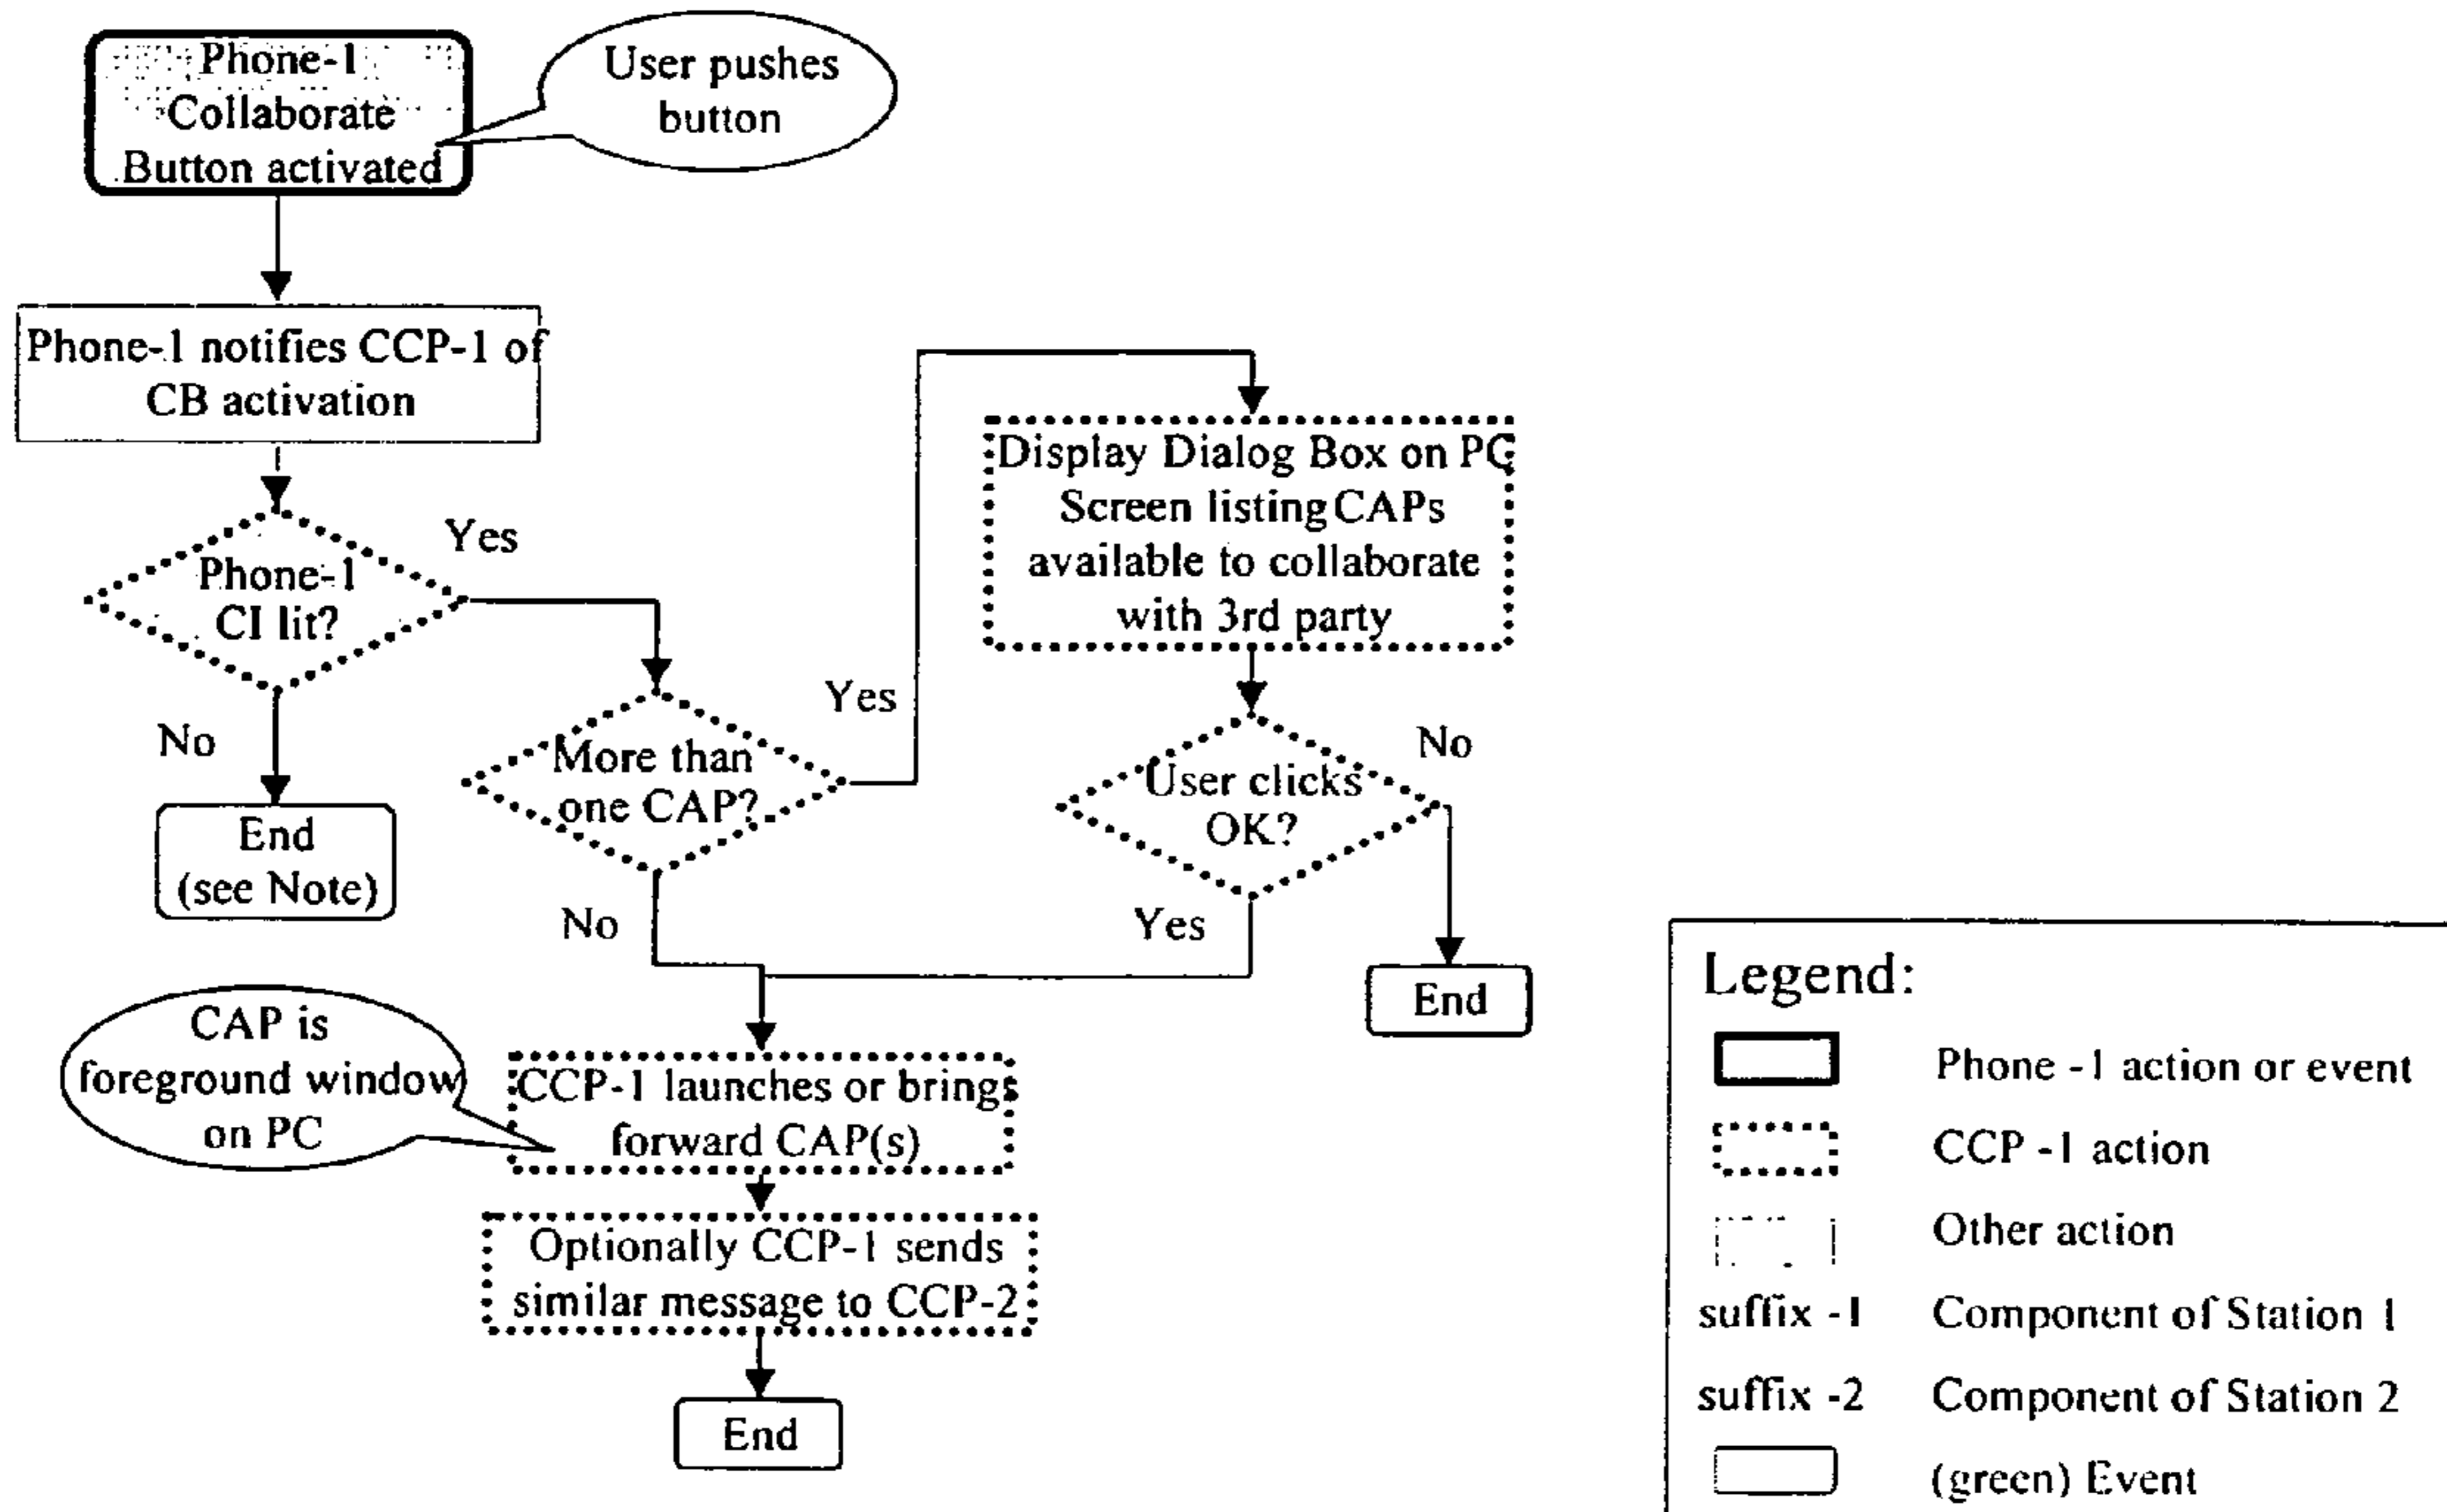 Phone-1
Collaborate
Button activated
User pushes
button
Phone-1 notifies CCP-1 of
CB activation
Phone-1
CI lit?
Yes
No
End
(see Note)
More than
one CAP?
Yes
No
Display Dialog Box on PC
Screen listing CAPs
available to collaborate
with 3rd party
User clicks
OK?
No
Yes
End
CAP is
foreground window
on PC
CCP-1 launches or brings
forward CAP(s)
Optionally CCP-1 sends
similar message to CCP-2
End
Legend:
Phone -1 action or event
CCP -1 action
Other action
suffix -1 Component of Station 1
suffix -2 Component of Station 2
(green) Event